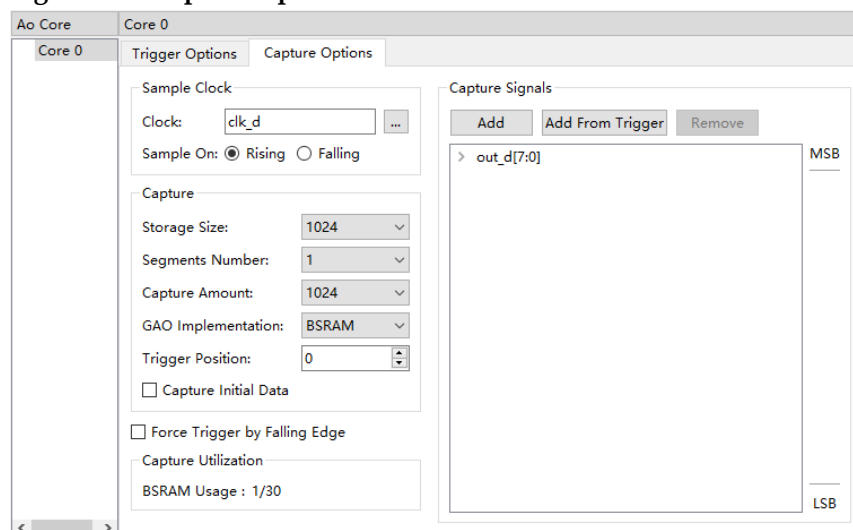 Ao Core
Core 0
Core 0
Trigger Options
Capture Options
Sample Clock
Clock:
clk_d
...
Sample On:
Rising
Falling
Capture
Storage Size:
1024
Segments Number:
1
Capture Amount:
1024
GAO Implementation:
BSRAM
Trigger Position:
0
Capture Initial Data
Force Trigger by Falling Edge
Capture Utilization
BSRAM Usage : 1/30
Capture Signals
Add
Add From Trigger
Remove
out_d[7:0]
MSB
LSB